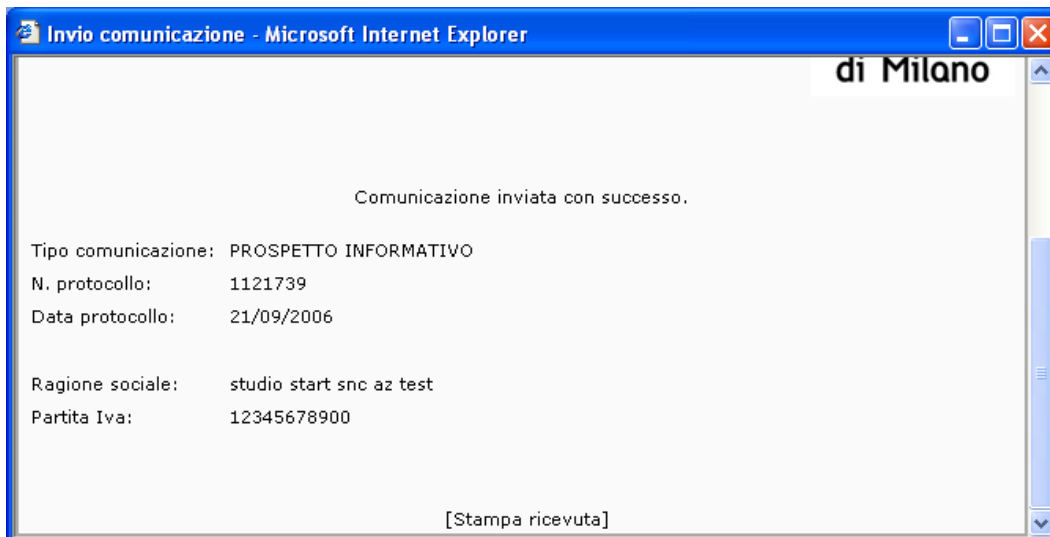 Invio comunicazione - Microsoft Internet Explorer
di Milano
Comunicazione inviata con successo.
Tipo comunicazione: PROSPETTO INFORMATIVO
N. protocollo: 1121739
Data protocollo: 21/09/2006
Ragione sociale: studio start snc az test
Partita Iva: 12345678900
[Stampa ricevuta]